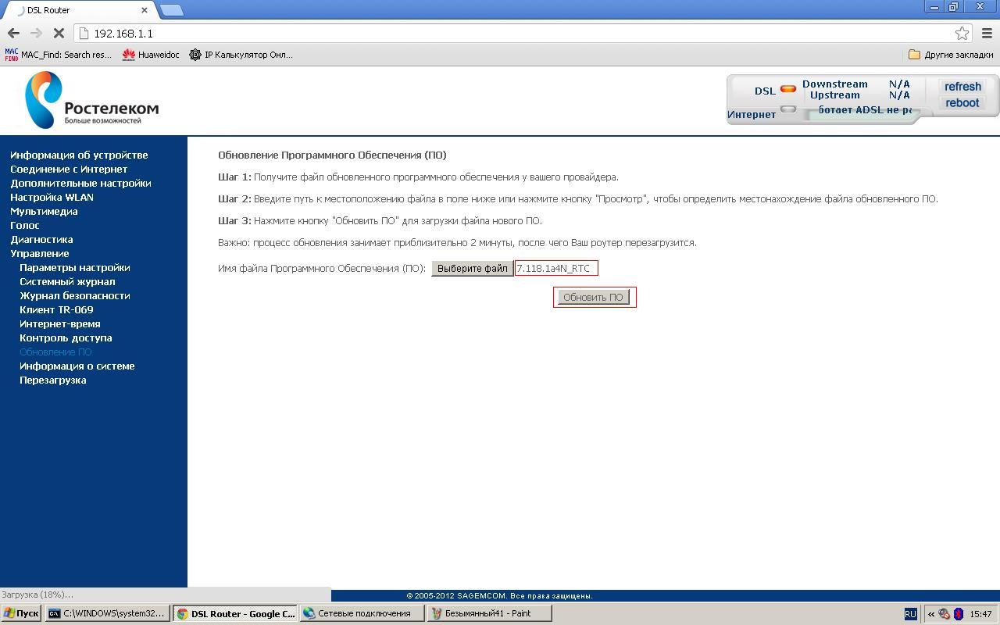 DSL Router
192.168.1.1
MAC FIND MAC_Find: Search res... Huaweidoc IP Калькулятор Онл... Другие закладки
Ростелеком
Больше возможностей
DSL Downstream N/A
Upstream N/A
Интернет ботает ADSL не ра
refresh
reboot
Информация об устройстве
Соединение с Интернет
Дополнительные настройки
Настройка WLAN
Мультимедиа
Голос
Диагностика
Управление
Параметры настройки
Системный журнал
Журнал безопасности
Клиент TR-069
Интернет-время
Контроль доступа
Обновление ПО
Информация о системе
Перезагрузка
Обновление Программного Обеспечения (ПО)
Шаг 1: Получите файл обновленного программного обеспечения у вашего провайдера.
Шаг 2: Введите путь к местоположению файла в поле ниже или нажмите кнопку "Просмотр", чтобы определить местонахождение файла обновленного ПО.
Шаг 3: Нажмите кнопку "Обновить ПО" для загрузки файла нового ПО.
Важно: процесс обновления занимает приблизительно 2 минуты, после чего Ваш роутер перезагрузится.
Имя файла Программного Обеспечения (ПО): Выберите файл 7.118.1a4N_RTC
Обновить ПО
Загрузка (18%)...
© 2005-2012 SAGEMCOM. Все права защищены.
Пуск C:\WINDOWS\system32... DSL Router - Google C... Сетевые подключения Безымянный41 - Paint RU « 15:47